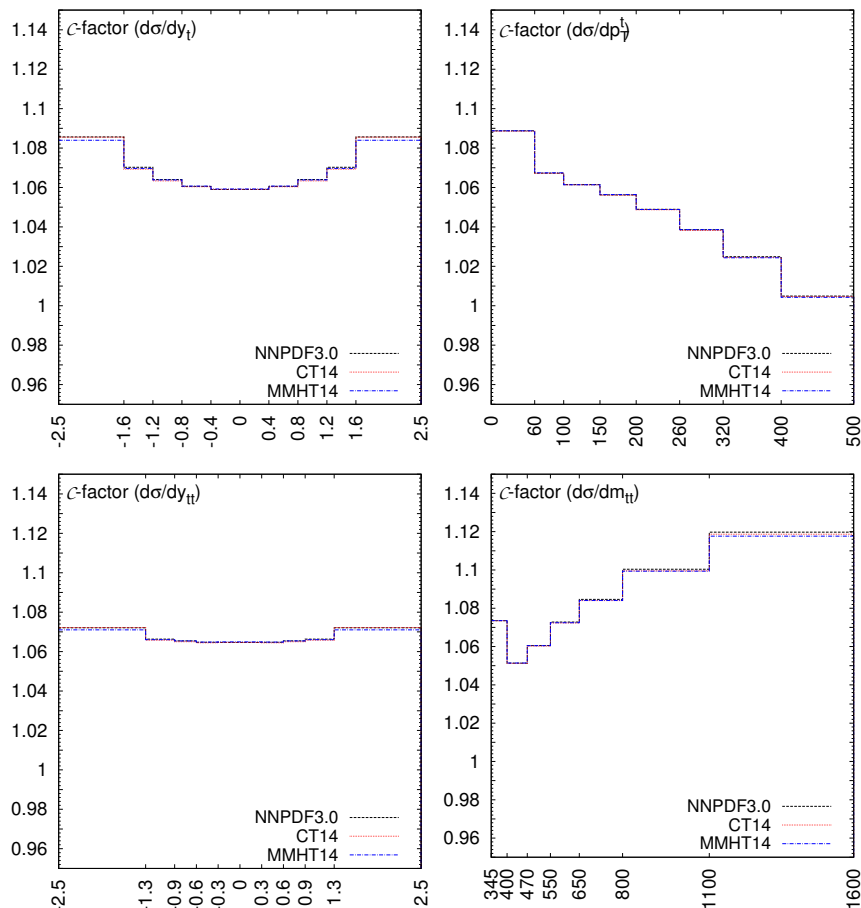 C-factor (dσ/dy_t)
1.14
1.12
1.1
1.08
1.06
1.04
1.02
1
0.98
0.96
NNPDF3.0
CT14
MMHT14
-2.5 -1.6 -1.2 -0.8 -0.4 0 0.4 0.8 1.2 1.6 2.5
C-factor (dσ/dp_T^t)
1.14
1.12
1.1
1.08
1.06
1.04
1.02
1
0.98
0.96
NNPDF3.0
CT14
MMHT14
0 60 100 150 200 260 320 400 500
C-factor (dσ/dy_tt)
1.14
1.12
1.1
1.08
1.06
1.04
1.02
1
0.98
0.96
NNPDF3.0
CT14
MMHT14
-2.5 -1.3 -0.9 -0.6 -0.3 0 0.3 0.6 0.9 1.3 2.5
C-factor (dσ/dm_tt)
1.14
1.12
1.1
1.08
1.06
1.04
1.02
1
0.98
0.96
NNPDF3.0
CT14
MMHT14
345 400 470 550 650 800 1100 1600